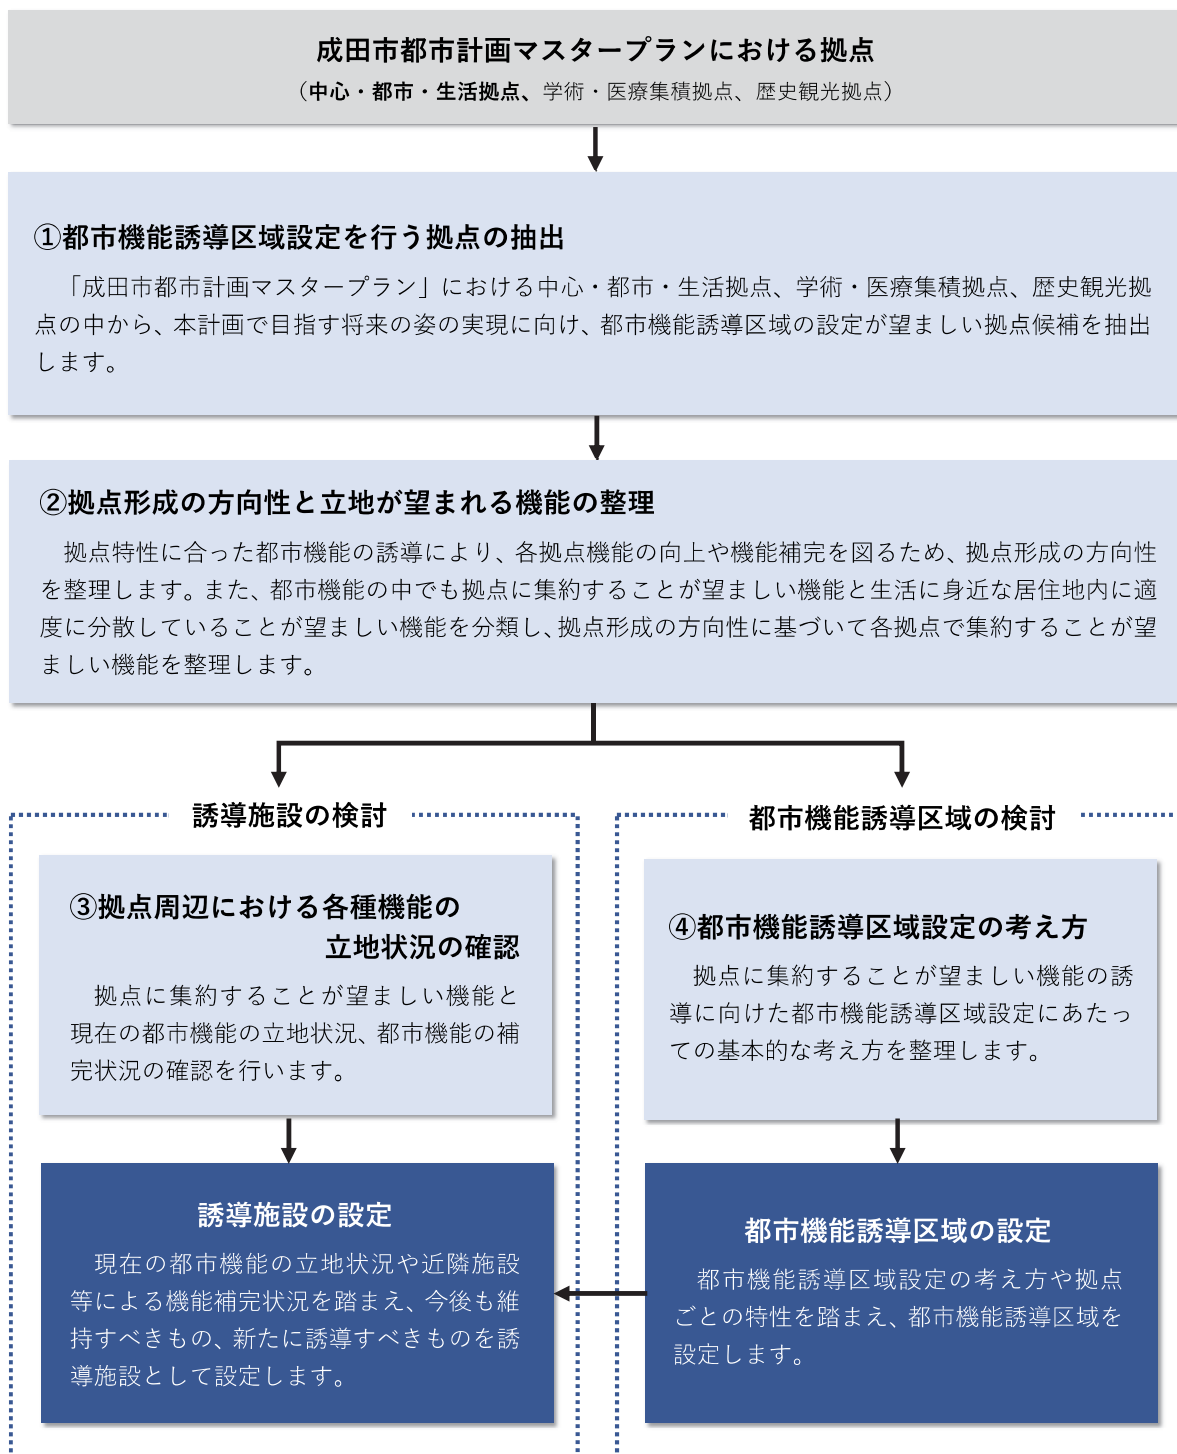 成田市都市計画マスタープランにおける拠点
（中心・都市・生活拠点、学術・医療集積拠点、歴史観光拠点）
①都市機能誘導区域設定を行う拠点の抽出
「成田市都市計画マスタープラン」における中心・都市・生活拠点、学術・医療集積拠点、歴史観光拠
点の中から、本計画で目指す将来の姿の実現に向け、都市機能誘導区域の設定が望ましい拠点候補を抽出
します。
②拠点形成の方向性と立地が望まれる機能の整理
拠点特性に合った都市機能の誘導により、各拠点機能の向上や機能補完を図るため、拠点形成の方向性
を整理します。また、都市機能の中でも拠点に集約することが望ましい機能と生活に身近な居住地内に適
度に分散していることが望ましい機能を分類し、拠点形成の方向性に基づいて各拠点で集約することが望
ましい機能を整理します。
誘導施設の検討
③拠点周辺における各種機能の
立地状況の確認
拠点に集約することが望ましい機能と
現在の都市機能の立地状況、都市機能の補
完状況の確認を行います。
誘導施設の設定
現在の都市機能の立地状況や近隣施設
等による機能補完状況を踏まえ、今後も維
持すべきもの、新たに誘導すべきものを誘
導施設として設定します。
都市機能誘導区域の検討
④都市機能誘導区域設定の考え方
拠点に集約することが望ましい機能の誘
導に向けた都市機能誘導区域設定にあたっ
ての基本的な考え方を整理します。
都市機能誘導区域の設定
都市機能誘導区域設定の考え方や拠点
ごとの特性を踏まえ、都市機能誘導区域を
設定します。